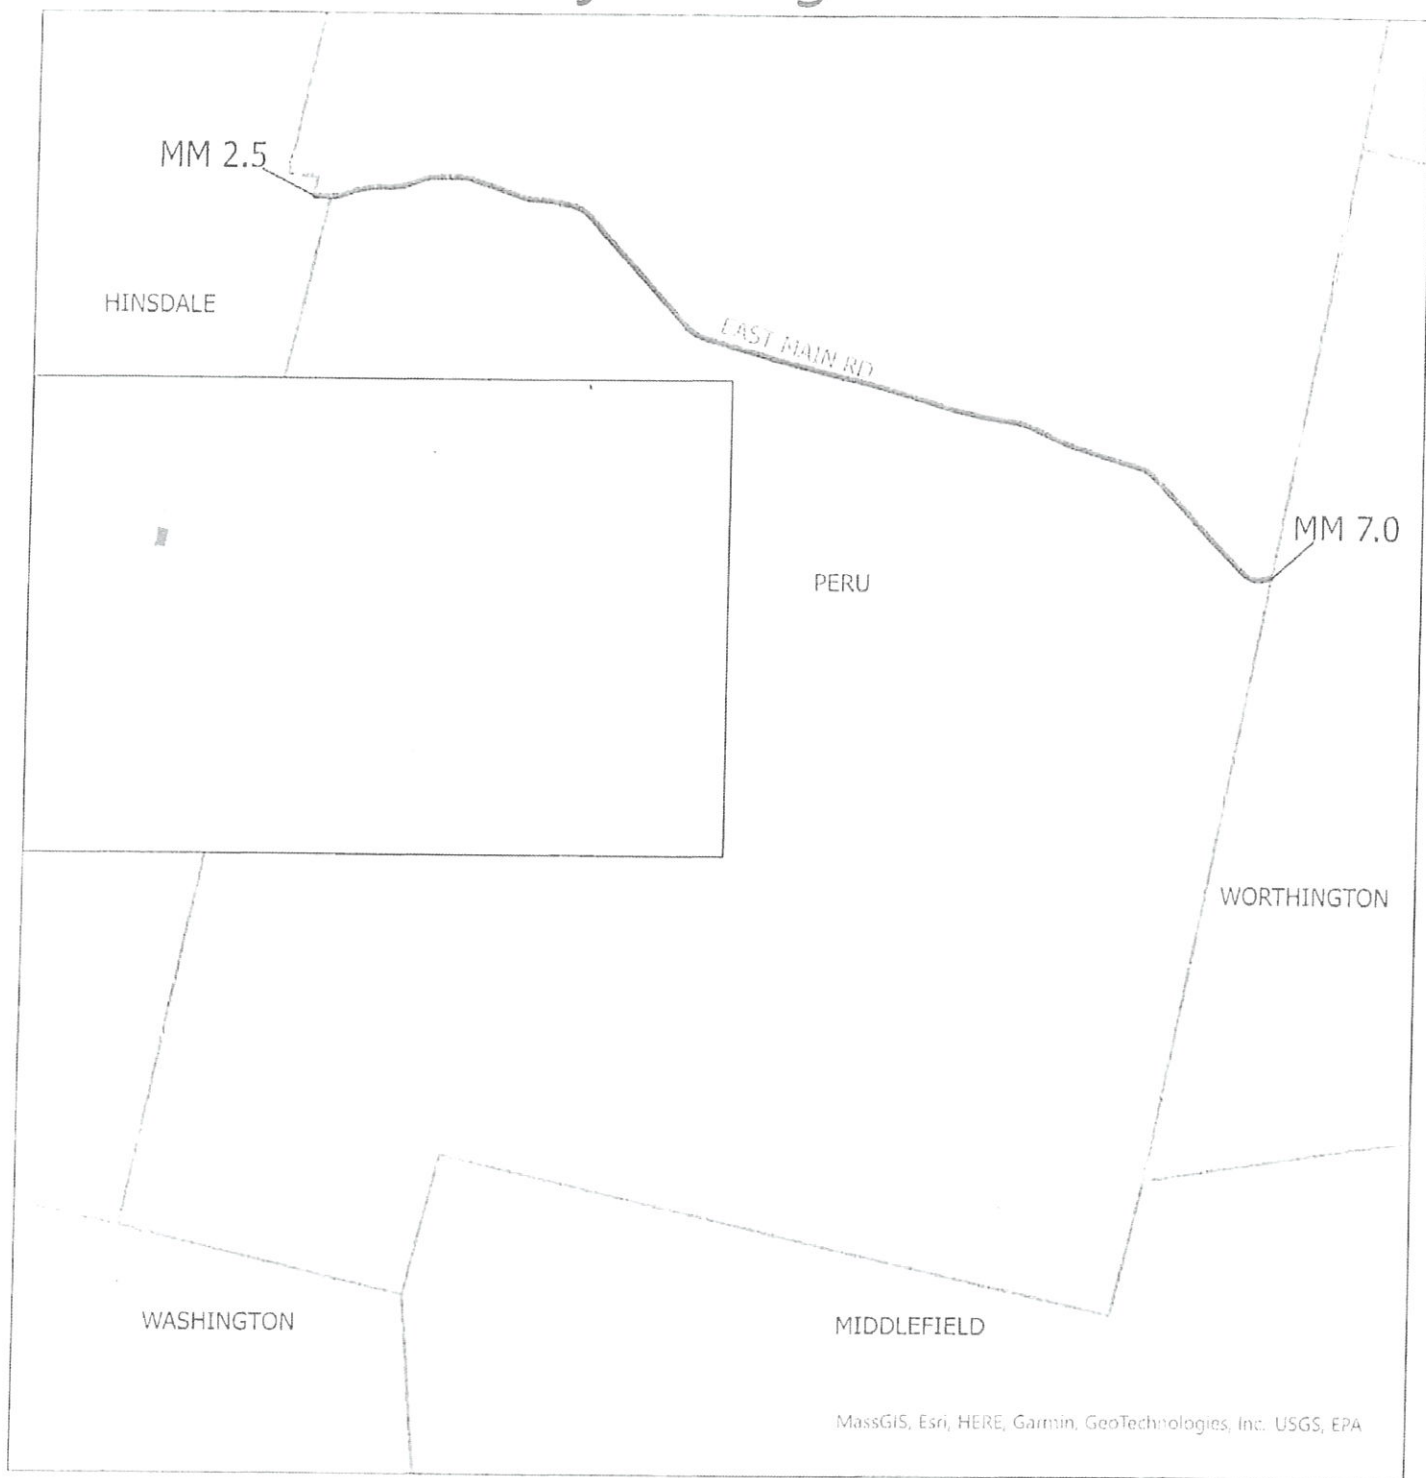 MM 2.5
HINSDALE
EAST MAIN RD
MM 7.0
PERU
WORTHINGTON
WASHINGTON
MIDDLEFIELD
MassGIS, Esri, HERE, Garmin, GeoTechnologies, Inc. USGS, EPA